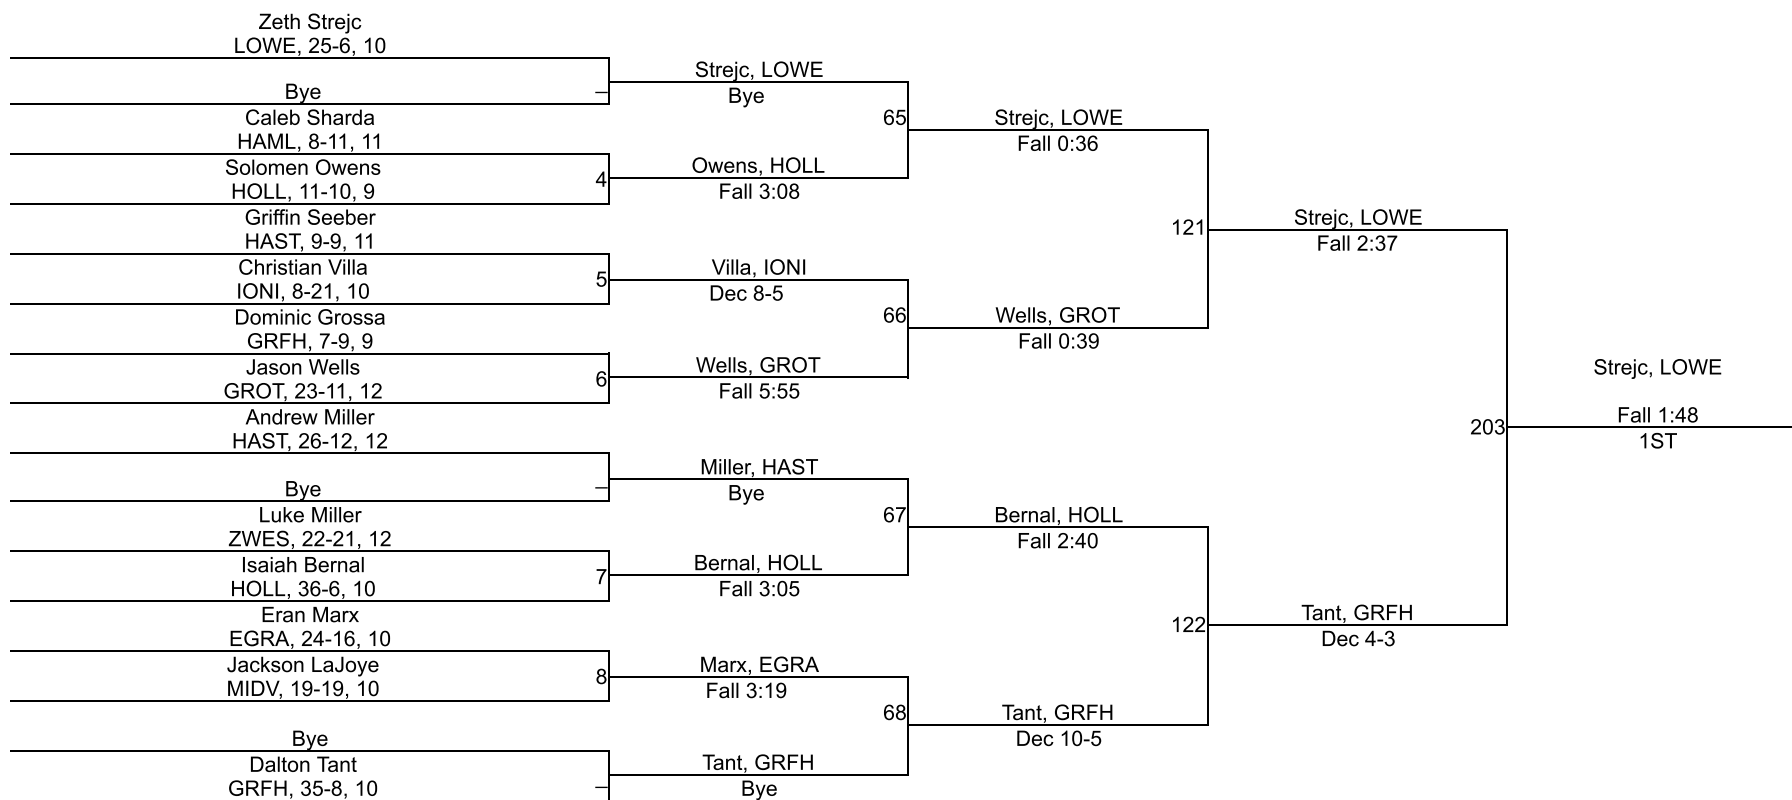 Zeth Strejc
LOWE, 25-6, 10
Bye
–
Caleb Sharda
HAML, 8-11, 11
Solomen Owens
HOLL, 11-10, 9
4
Griffin Seeber
HAST, 9-9, 11
Christian Villa
IONI, 8-21, 10
5
Dominic Grossa
GRFH, 7-9, 9
Jason Wells
GROT, 23-11, 12
6
Andrew Miller
HAST, 26-12, 12
Bye
–
Luke Miller
ZWES, 22-21, 12
Isaiah Bernal
HOLL, 36-6, 10
7
Eran Marx
EGRA, 24-16, 10
Jackson LaJoye
MIDV, 19-19, 10
8
Bye
Dalton Tant
GRFH, 35-8, 10
–
Strejc, LOWE
Bye
65
Owens, HOLL
Fall 3:08
Villa, IONI
Dec 8-5
66
Wells, GROT
Fall 5:55
Miller, HAST
Bye
67
Bernal, HOLL
Fall 3:05
Marx, EGRA
Fall 3:19
68
Tant, GRFH
Bye
Strejc, LOWE
Fall 0:36
121
Wells, GROT
Fall 0:39
Bernal, HOLL
Fall 2:40
122
Tant, GRFH
Dec 10-5
Strejc, LOWE
Fall 2:37
203
Tant, GRFH
Dec 4-3
Strejc, LOWE
Fall 1:48
1ST